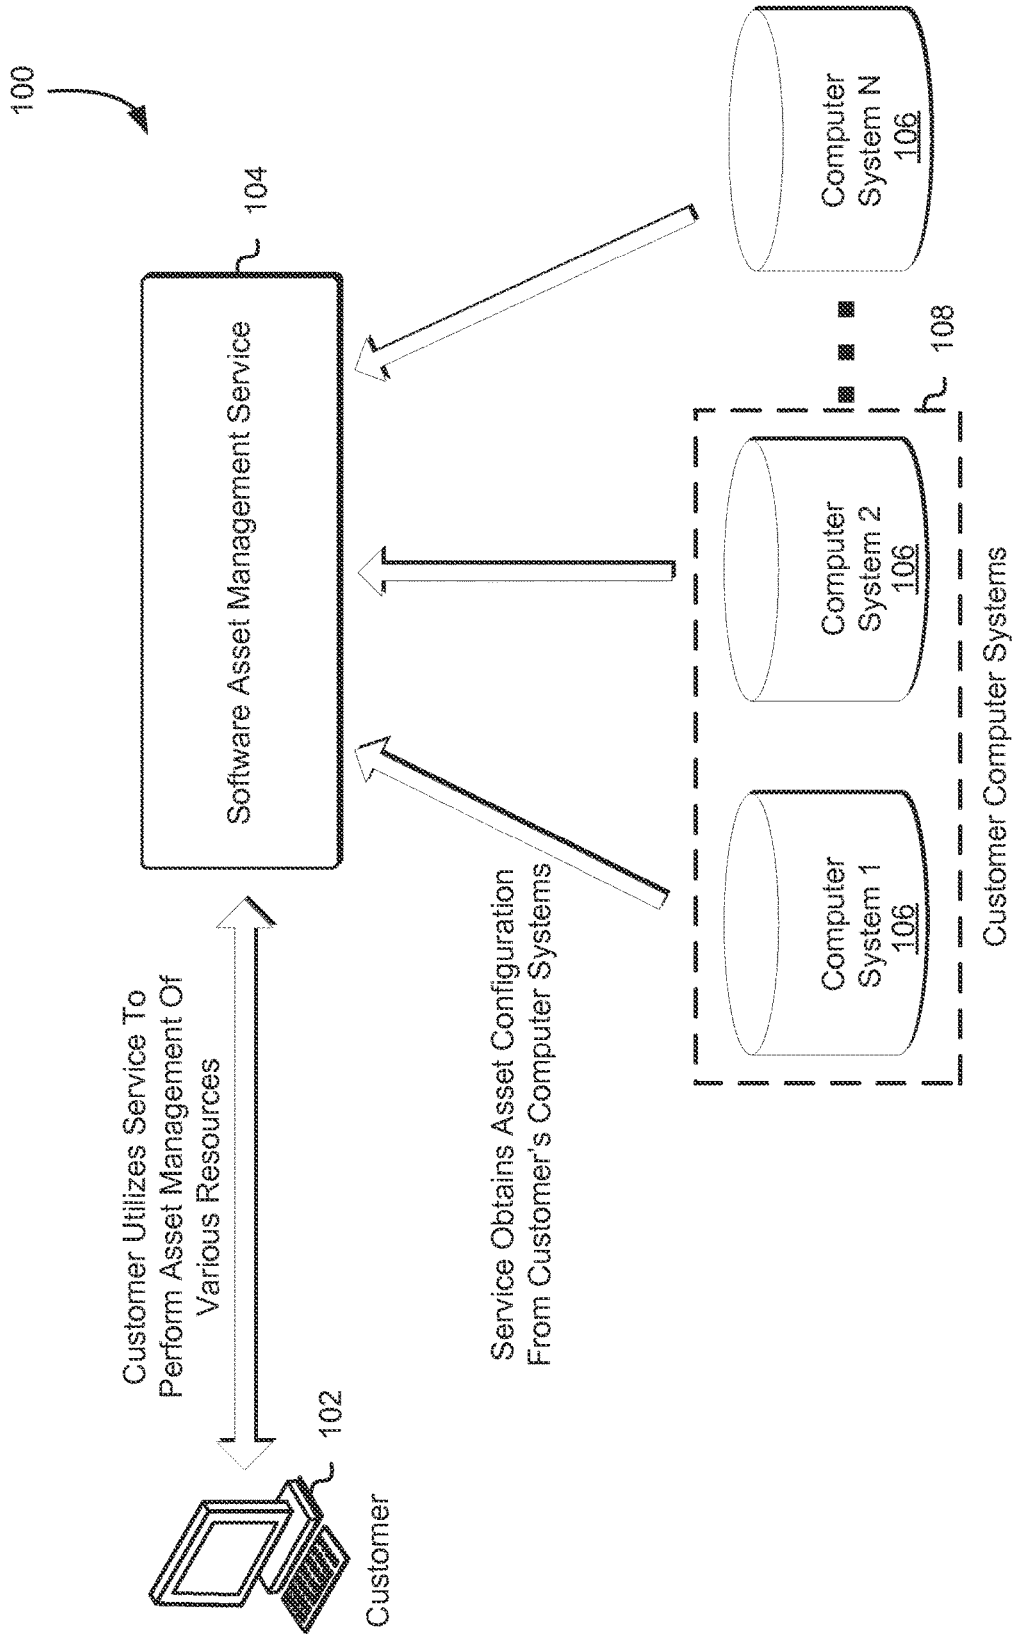 100
Software Asset Management Service
104
Customer Utilizes Service To
Perform Asset Management Of
Various Resources
102
Customer
Service Obtains Asset Configuration
From Customer's Computer Systems
Computer
System 1
106
Computer
System 2
106
Computer
System N
106
108
Customer Computer Systems